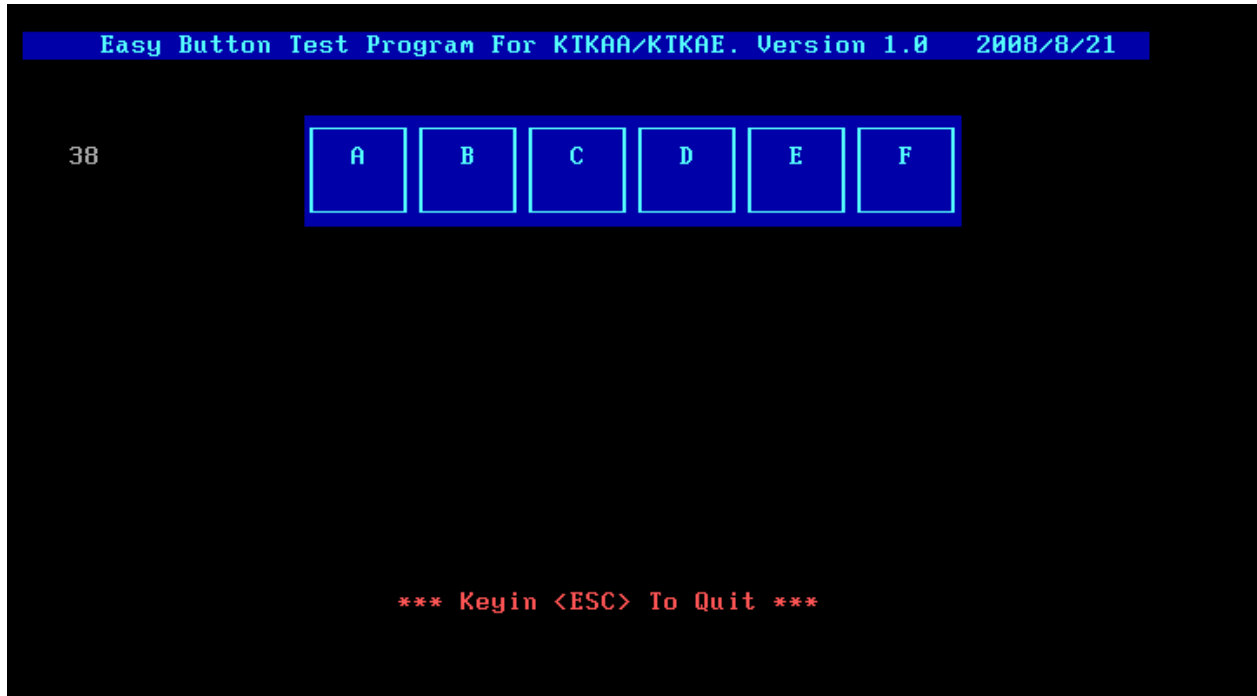 Easy Button Test Program For KTKAA/KTKAE. Version 1.0 2008/8/21
38 A B C D E F
*** Keyin <ESC> To Quit ***